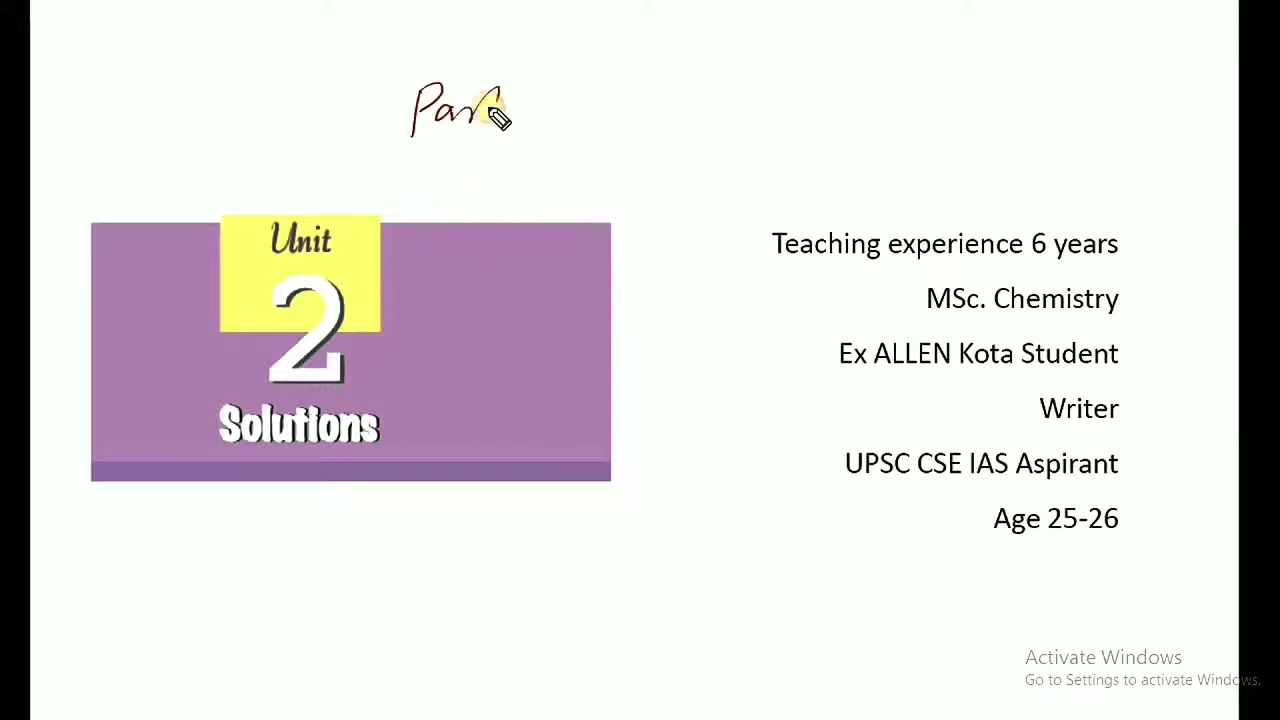 Par
Unit
2
Solutions
Teaching experience 6 years
MSc. Chemistry
Ex ALLEN Kota Student
Writer
UPSC CSE IAS Aspirant
Age 25-26
Activate Windows
Go to Settings to activate Windows.